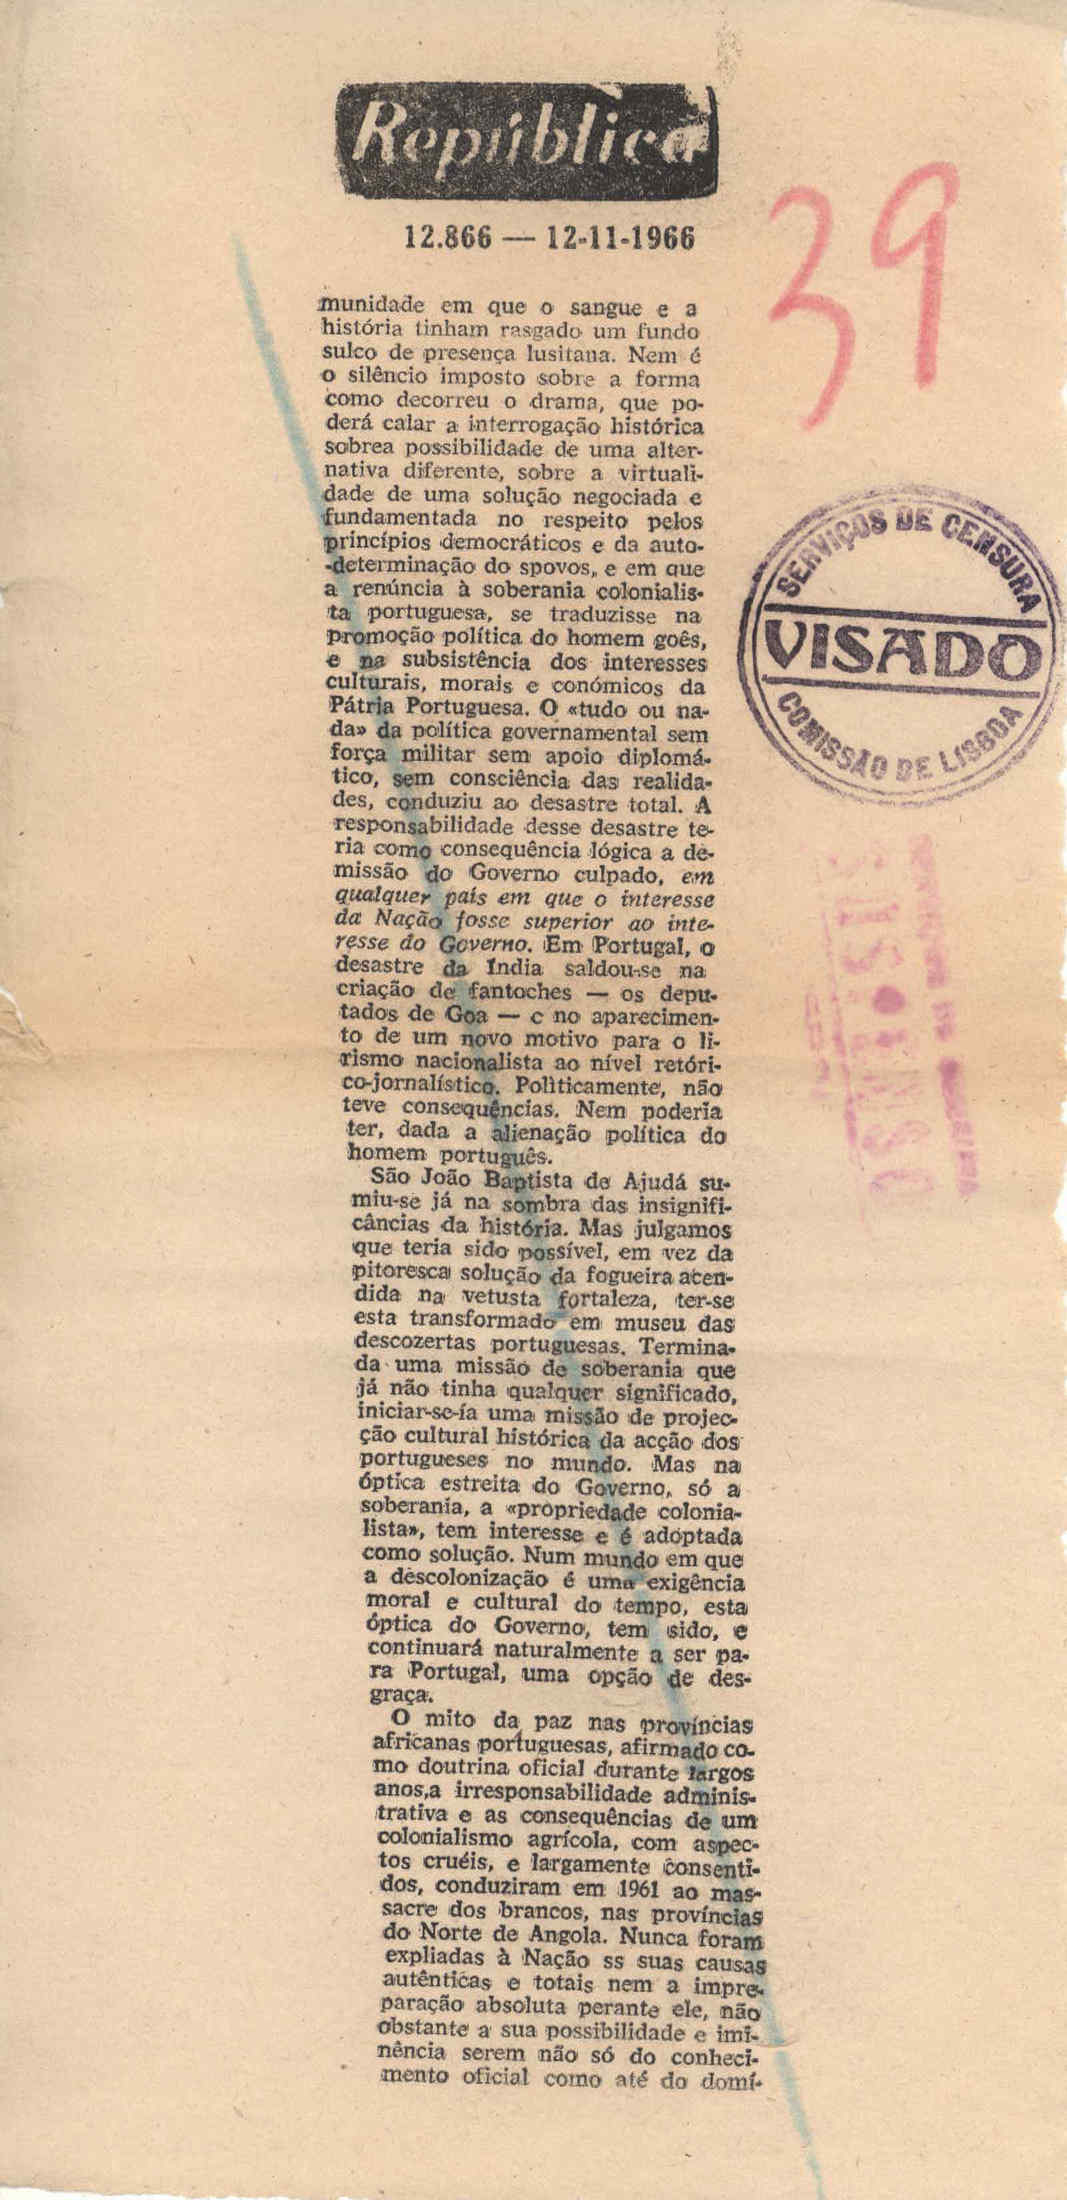 República
12.866 — 12-11-1966
39
munidade em que o sangue e a
história tinham rasgado um fundo
sulco de presença lusitana. Nem é
o silêncio imposto sobre a forma
como decorreu o drama, que po-
derá calar a interrogação histórica
sobrea possibilidade de uma alter-
nativa diferente, sobre a virtuali-
dade de uma solução negociada e
fundamentada no respeito pelos
princípios democráticos e da auto-
-determinação do spovos, e em que
a renúncia à soberania colonialis-
ta portuguesa, se traduzisse na
promoção política do homem goês,
e na subsistência dos interesses
culturais, morais e conómicos da
Pátria Portuguesa. O «tudo ou na-
da» da política governamental sem
força militar sem apoio diplomá-
tico, sem consciência das realida-
des, conduziu ao desastre total. A
responsabilidade desse desastre te-
ria como consequência lógica a de-
missão do Governo culpado, em
qualquer país em que o interesse
da Nação fosse superior ao inte-
resse do Governo. Em Portugal, o
desastre da Índia saldou-se na
criação de fantoches — os depu-
tados de Goa — c no aparecimen-
to de um novo motivo para o li-
rismo nacionalista ao nível retóri-
co-jornalístico. Politicamente, não
teve consequências. Nem poderia
ter, dada a alienação política do
homem português.
São João Baptista de Ajudá su-
miu-se já na sombra das insignifi-
câncias da história. Mas julgamos
que teria sido possível, em vez da
pitoresca solução da fogueira aten-
dida na vetusta fortaleza, ter-se
esta transformado em museu das
descozertas portuguesas. Termina-
da uma missão de soberania que
já não tinha qualquer significado,
iniciar-se-ía uma missão de projec-
ção cultural histórica da acção dos
portugueses no mundo. Mas na
óptica estreita do Governo, só a
soberania, a «propriedade colonia-
lista», tem interesse e é adoptada
como solução. Num mundo em que
a descolonização é uma exigência
moral e cultural do tempo, esta
óptica do Governo, tem sido, e
continuará naturalmente a ser pa-
ra Portugal, uma opção de des-
graça.
O mito da paz nas províncias
africanas portuguesas, afirmado co-
mo doutrina oficial durante largos
anos,a irresponsabilidade adminis-
trativa e as consequências de um
colonialismo agrícola, com aspec-
tos cruéis, e largamente consenti-
dos, conduziram em 1961 ao mas-
sacre dos brancos, nas províncias
do Norte de Angola. Nunca foram
expliadas à Nação ss suas causas
autênticas e totais nem a impre-
paração absoluta perante ele, não
obstante a sua possibilidade e imi-
nência serem não só do conheci-
mento oficial como até do domí-
SERVIÇOS DE CENSURA
VISADO
COMISSÃO DE LISBOA